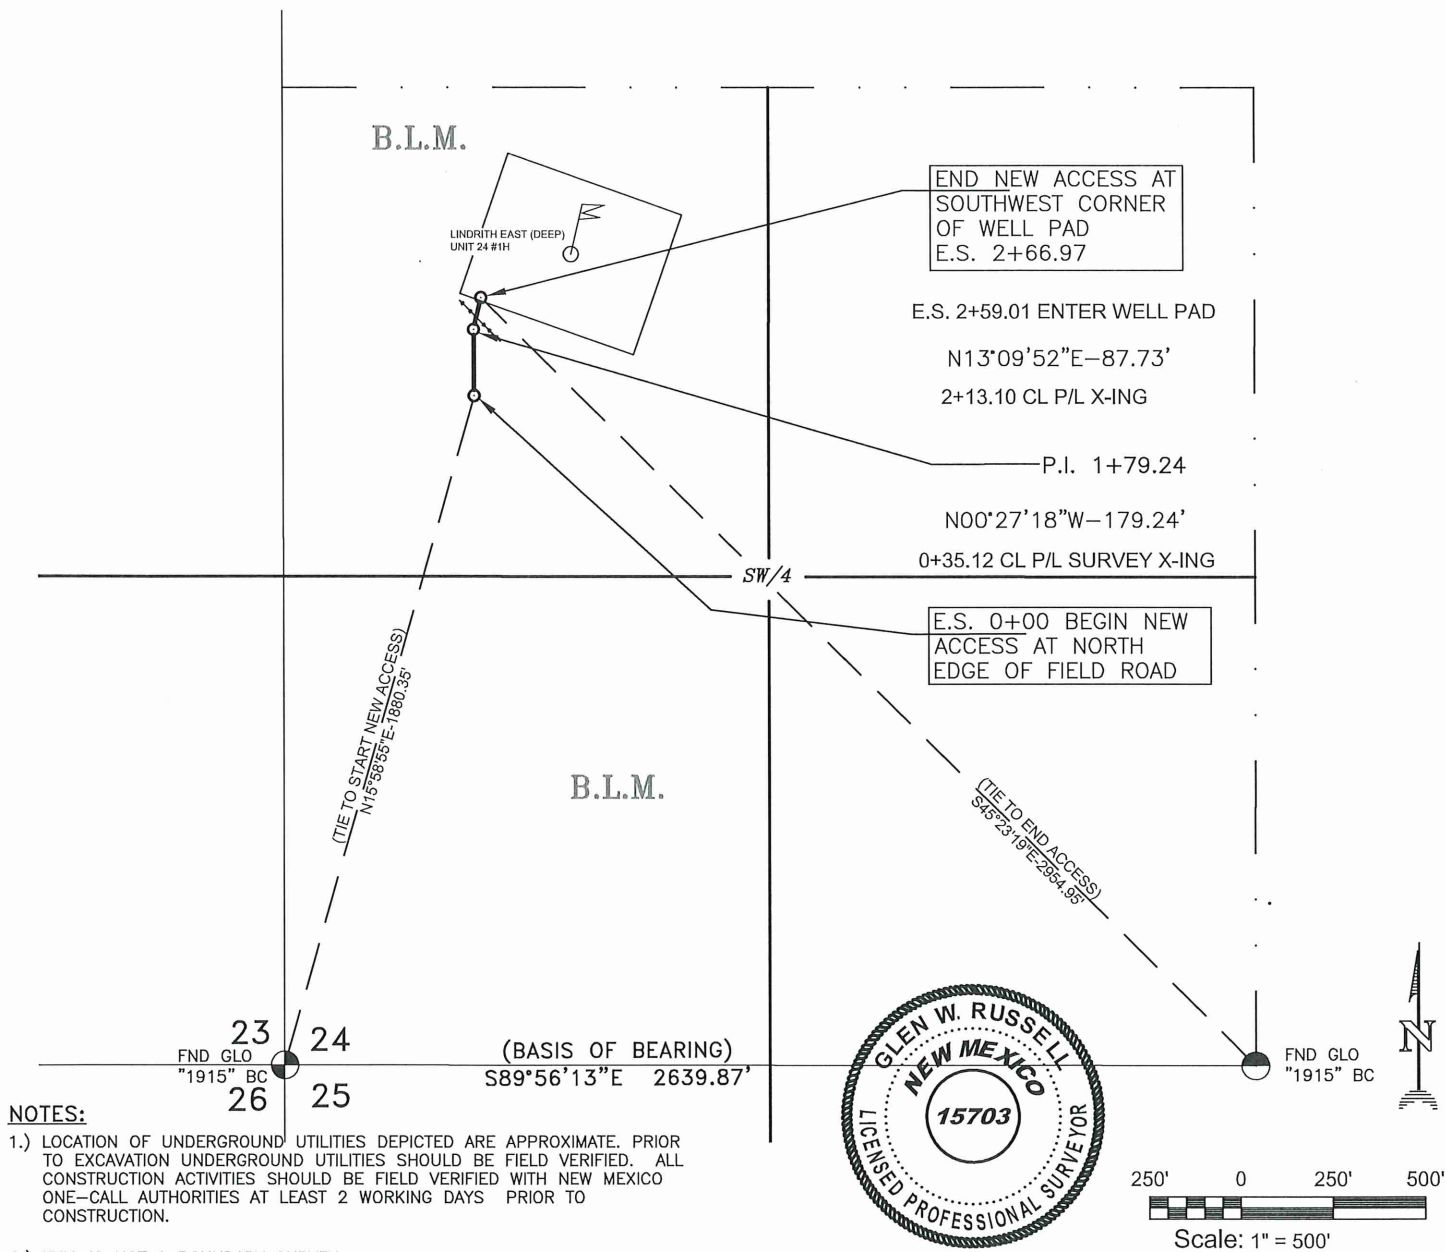 B.L.M.
END NEW ACCESS AT
SOUTHWEST CORNER
OF WELL PAD
E.S. 2+66.97
LINDRITH EAST (DEEP)
UNIT 24 #1H
E.S. 2+59.01 ENTER WELL PAD
N13°09'52"E-87.73'
2+13.10 CL P/L X-ING
P.I. 1+79.24
N00°27'18"W-179.24'
0+35.12 CL P/L SURVEY X-ING
SW/4
E.S. 0+00 BEGIN NEW
ACCESS AT NORTH
EDGE OF FIELD ROAD
(TIE TO START NEW ACCESS)
N15°58'55"E-1880.35'
B.L.M.
(TIE TO END ACCESS)
S45°23'19"E-2954.95'
23 24
FND GLO
"1915" BC
26 25
(BASIS OF BEARING)
S89°56'13"E 2639.87'
GLEN W. RUSSELL
NEW MEXICO
15703
LICENSED PROFESSIONAL SURVEYOR
FND GLO
"1915" BC
N
NOTES:
1.) LOCATION OF UNDERGROUND UTILITIES DEPICTED ARE APPROXIMATE. PRIOR
TO EXCAVATION UNDERGROUND UTILITIES SHOULD BE FIELD VERIFIED. ALL
CONSTRUCTION ACTIVITIES SHOULD BE FIELD VERIFIED WITH NEW MEXICO
ONE-CALL AUTHORITIES AT LEAST 2 WORKING DAYS PRIOR TO
CONSTRUCTION.
250' 0 250' 500'
Scale: 1" = 500'